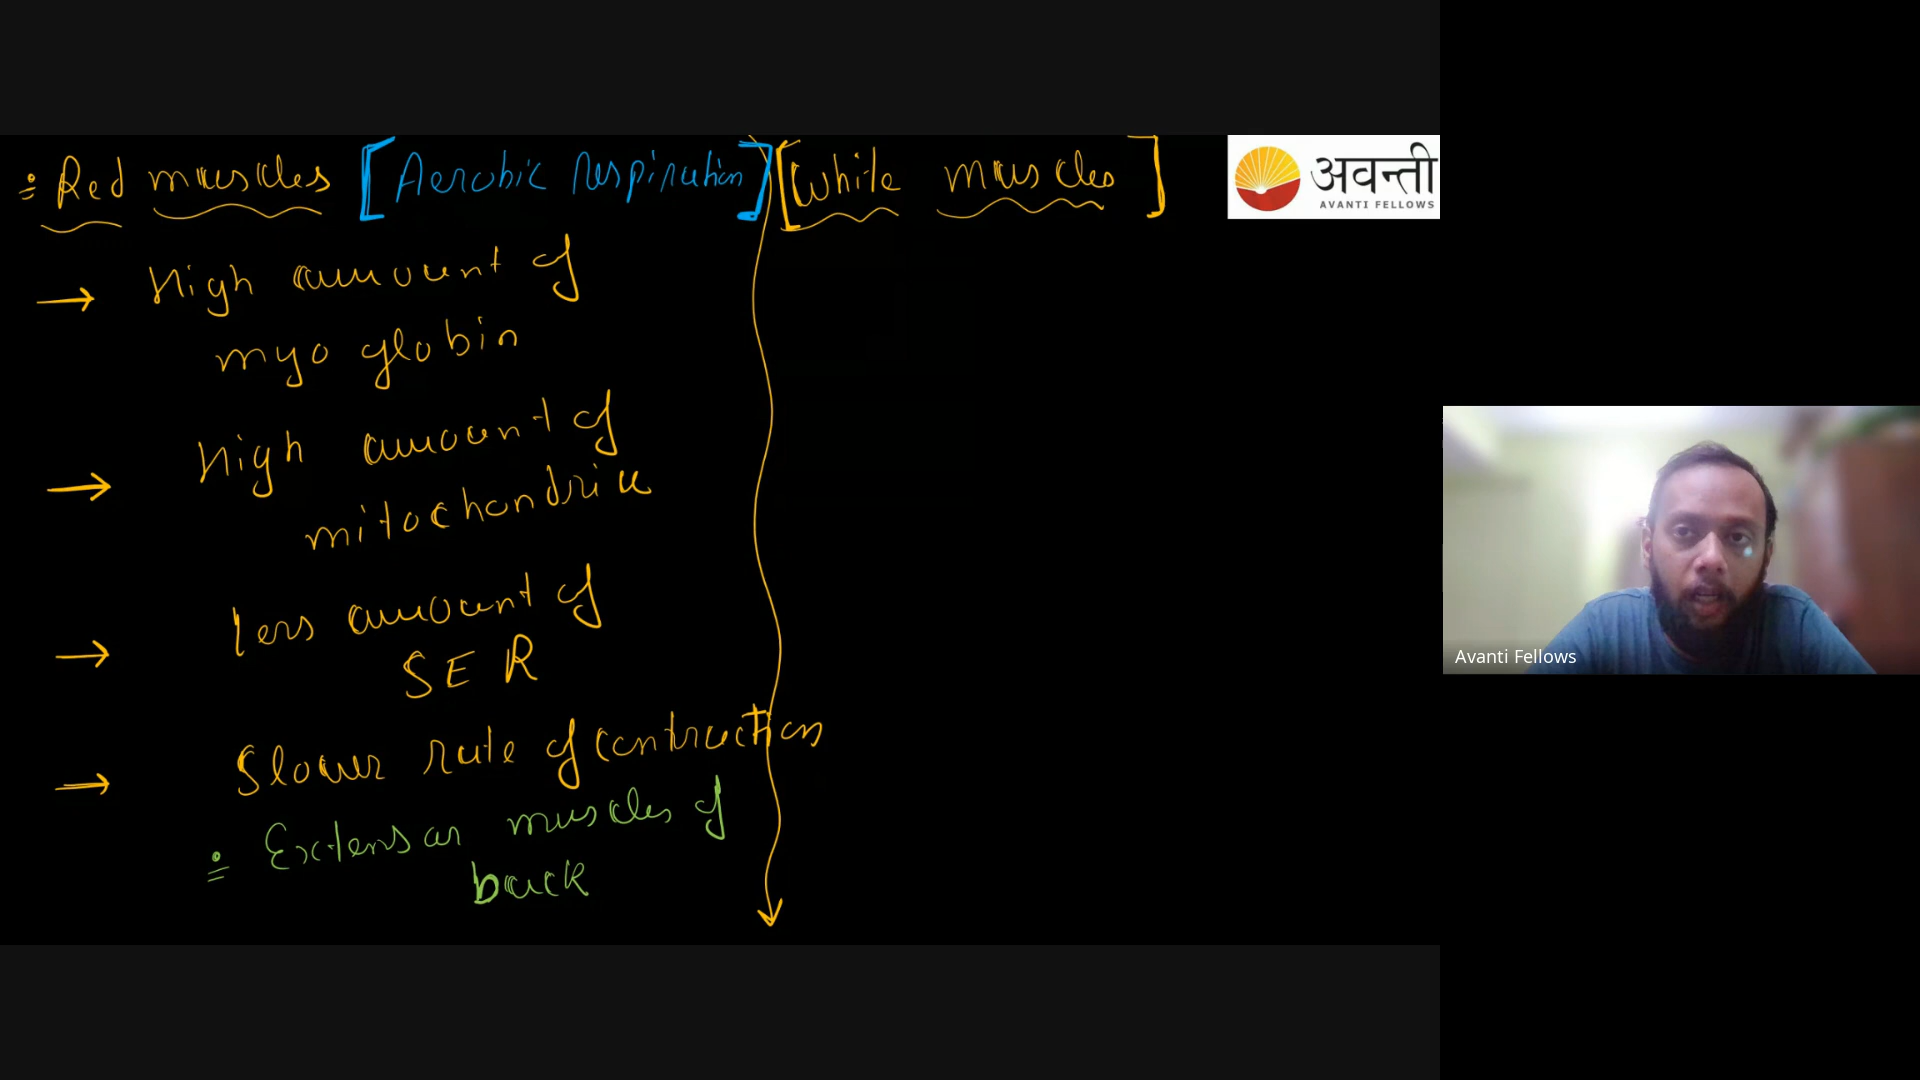 Red muscles [Aerobic Respiration] [White muscles]
→ High amount of
myoglobin
→ High amount of
mitochondria
→ less amount of
SER
→ Slower rate of contraction
Extensor muscles of
back
अवन्ती
AVANTI FELLOWS
Avanti Fellows